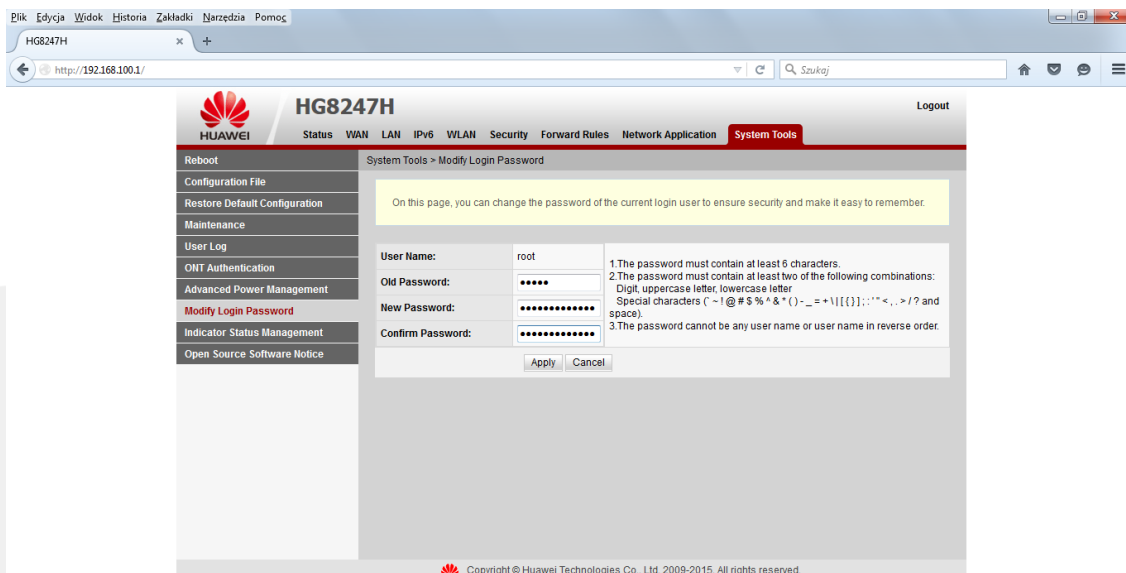 Plik Edycja Widok Historia Zakładki Narzędzia Pomoc
HG8247H
http://192.168.100.1/
Szukaj
HUAWEI
HG8247H
Logout
Status WAN LAN IPv6 WLAN Security Forward Rules Network Application System Tools
Reboot
Configuration File
Restore Default Configuration
Maintenance
User Log
ONT Authentication
Advanced Power Management
Modify Login Password
Indicator Status Management
Open Source Software Notice
System Tools > Modify Login Password
On this page, you can change the password of the current login user to ensure security and make it easy to remember.
User Name: root
Old Password: •••••
New Password: •••••••••••••
Confirm Password: •••••••••••••
1.The password must contain at least 6 characters.
2.The password must contain at least two of the following combinations:
Digit, uppercase letter, lowercase letter
Special characters (` ~ ! @ # $ % ^ & * ( ) - _ = + \ | [ { } ] ; : ' " < , . > / ? and
space).
3.The password cannot be any user name or user name in reverse order.
Apply Cancel
Copyright © Huawei Technologies Co., Ltd. 2009-2015. All rights reserved.